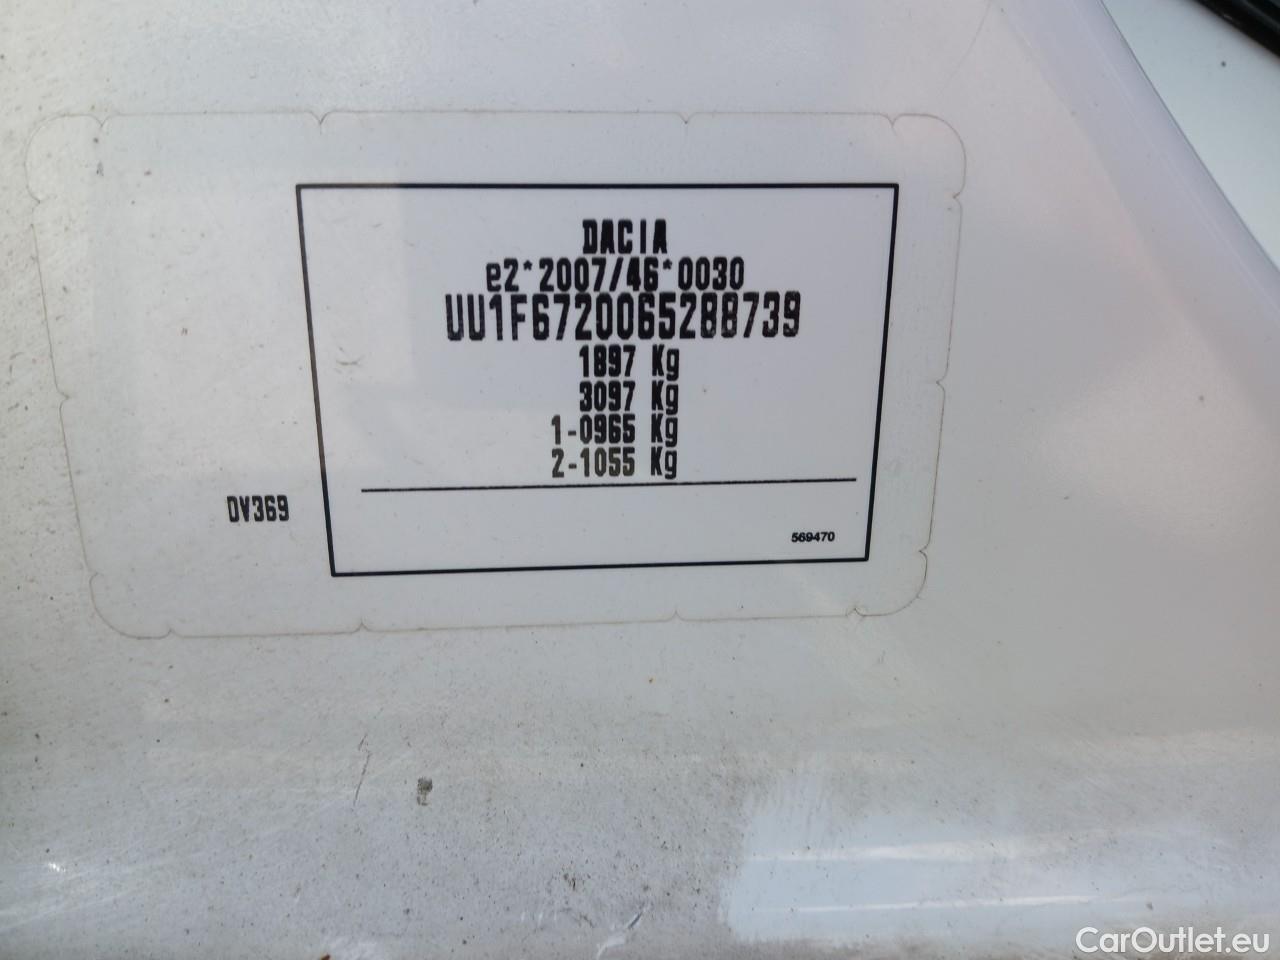 DACIA
e2*2007/46*0030
UU1F6720065288739
1897 Kg
3097 Kg
1-0965 Kg
2-1055 Kg
DV369
569470
CarOutlet.eu